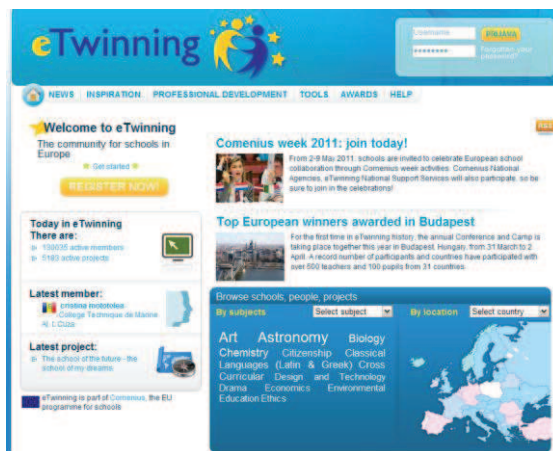 eTwinning
Username
PRIJAVA
********
Forgotten your
password?
NEWS INSPIRATION PROFESSIONAL DEVELOPMENT TOOLS AWARDS HELP
Welcome to eTwinning
The community for schools in
Europe
Get started
REGISTER NOW!
Today in eTwinning
There are:
active members
5180 active projects
Latest member:
cristina
College Technique de Marine
Al. I. Cuza
Latest project:
The school of the future - the
school of my dreams
eTwinning is part of Comenius, the EU
programme for schools
Comenius week 2011: join today!
From 2-8 May 2011, schools are invited to celebrate European school
collaboration through Comenius week activities. Comenius National
Agencies, eTwinning National Support Services will also participate, so be
sure to join in the celebrations!
Top European winners awarded in Budapest
For the first time in eTwinning history, the annual Conference and Camp is
taking place together this year in Budapest, Hungary, from 31 March to 2
April. A record number of participants and countries have participated with
over 500 teachers and 100 pupils from 31 countries.
Browse schools, people, projects
By subjects Select subject
By location Select country
Art Astronomy Biology
Chemistry Citizenship Classical
Languages (Latin & Greek) Cross
Curricular Design and Technology
Drama Economics Environmental
Education Ethics